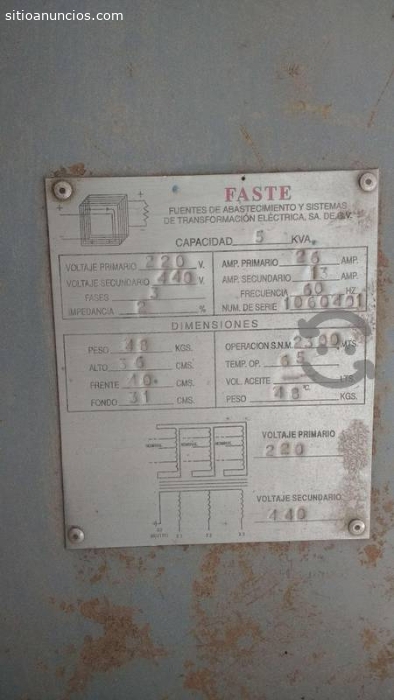 sitioanuncios.com
FASTE
FUENTES DE ABASTECIMIENTO Y SISTEMAS
DE TRANSFORMACIÓN ELÉCTRICA, SA. DE C.V.
CAPACIDAD 5 KVA.
VOLTAJE PRIMARIO 220 V.
VOLTAJE SECUNDARIO 440 V.
FASES 3
IMPEDANCIA 2 %
AMP. PRIMARIO 26 AMP.
AMP. SECUNDARIO 13 AMP.
FRECUENCIA 60 HZ
NUM. DE SERIE 1060401
DIMENSIONES
PESO 48 KGS.
ALTO 36 CMS.
FRENTE 40 CMS.
FONDO 31 CMS.
OPERACION S.N.M. 2300 MTS.
TEMP. OP. 65 °C
VOL. ACEITE LTS.
PESO 48 KGS.
VOLTAJE PRIMARIO
220
VOLTAJE SECUNDARIO
440